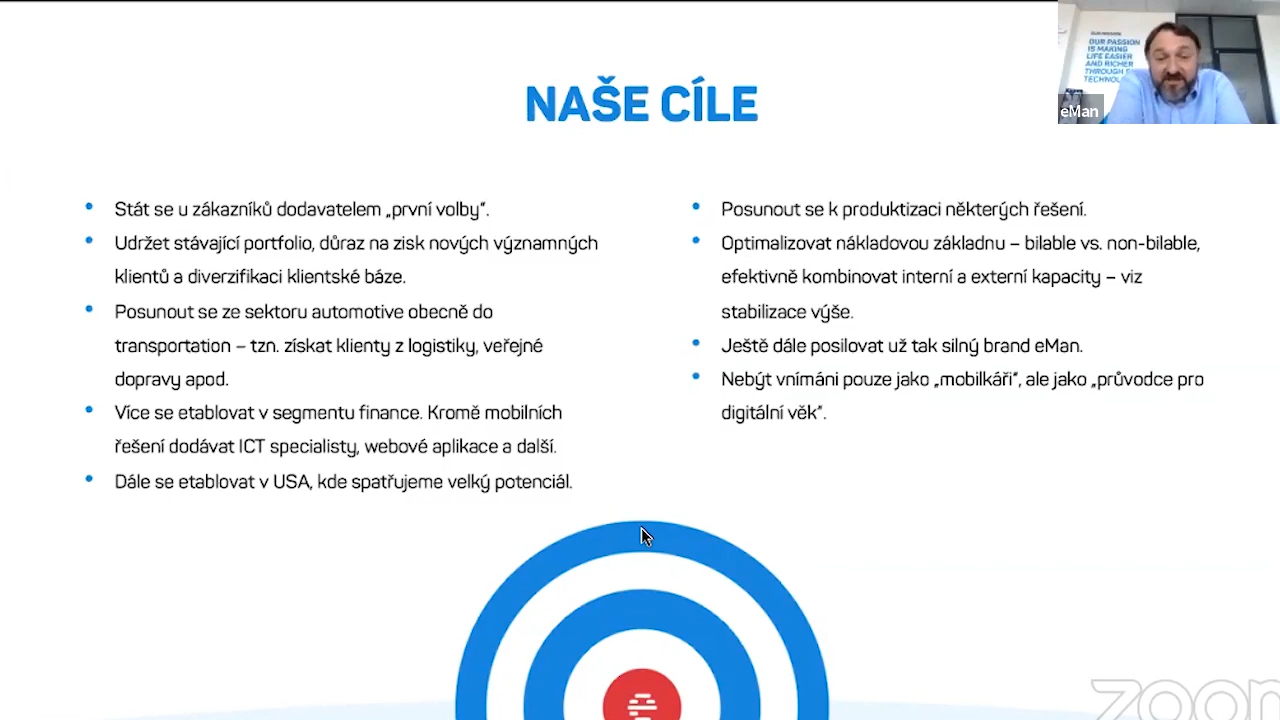 NAŠE CÍLE
Stát se u zákazníků dodavatelem „první volby“.
Udržet stávající portfolio, důraz na zisk nových významných
klientů a diverzifikaci klientské báze.
Posunout se ze sektoru automotive obecně do
transportation – tzn. získat klienty z logistiky, veřejné
dopravy apod.
Více se etablovat v segmentu finance. Kromě mobilních
řešení dodávat ICT specialisty, webové aplikace a další.
Dále se etablovat v USA, kde spatřujeme velký potenciál.
Posunout se k produktizaci některých řešení.
Optimalizovat nákladovou základnu – bilable vs. non-bilable,
efektivně kombinovat interní a externí kapacity – viz
stabilizace výše.
Ještě dále posilovat už tak silný brand eMan.
Nebýt vnímáni pouze jako „mobilkáři“, ale jako „průvodce pro
digitální věk“.
OUR PASSION
IS MAKING
LIFE EASIER
AND RICHER
THROUGH
eMan
zoom